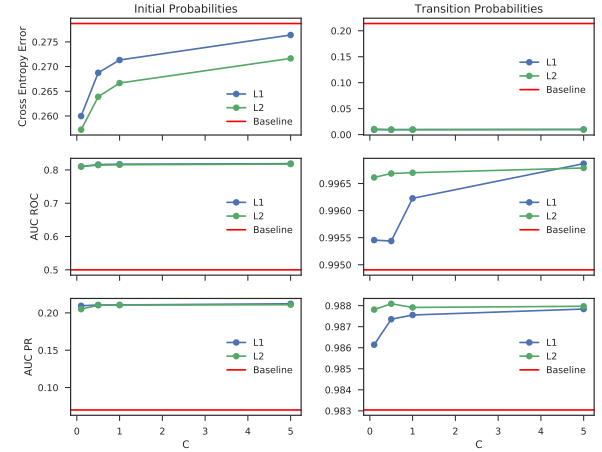 Initial Probabilities
Transition Probabilities
Cross Entropy Error
0.275
0.270
0.265
0.260
L1
L2
Baseline
0.20
0.15
0.10
0.05
0.00
L1
L2
Baseline
AUC ROC
0.8
0.7
0.6
0.5
L1
L2
Baseline
0.9965
0.9960
0.9955
0.9950
L1
L2
Baseline
AUC PR
0.20
0.15
0.10
L1
L2
Baseline
0.988
0.987
0.986
0.985
0.984
0.983
L1
L2
Baseline
0 1 2 3 4 5
0 1 2 3 4 5
C
C